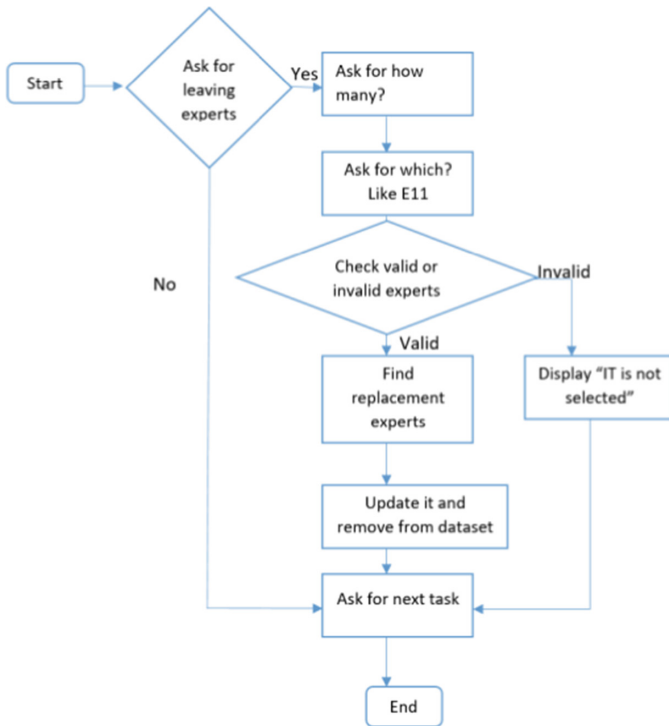 Start
Ask for
leaving
experts
Yes
Ask for how
many?
Ask for which?
Like E11
No
Check valid or
invalid experts
Invalid
Valid
Find
replacement
experts
Display “IT is not
selected”
Update it and
remove from dataset
Ask for next task
End